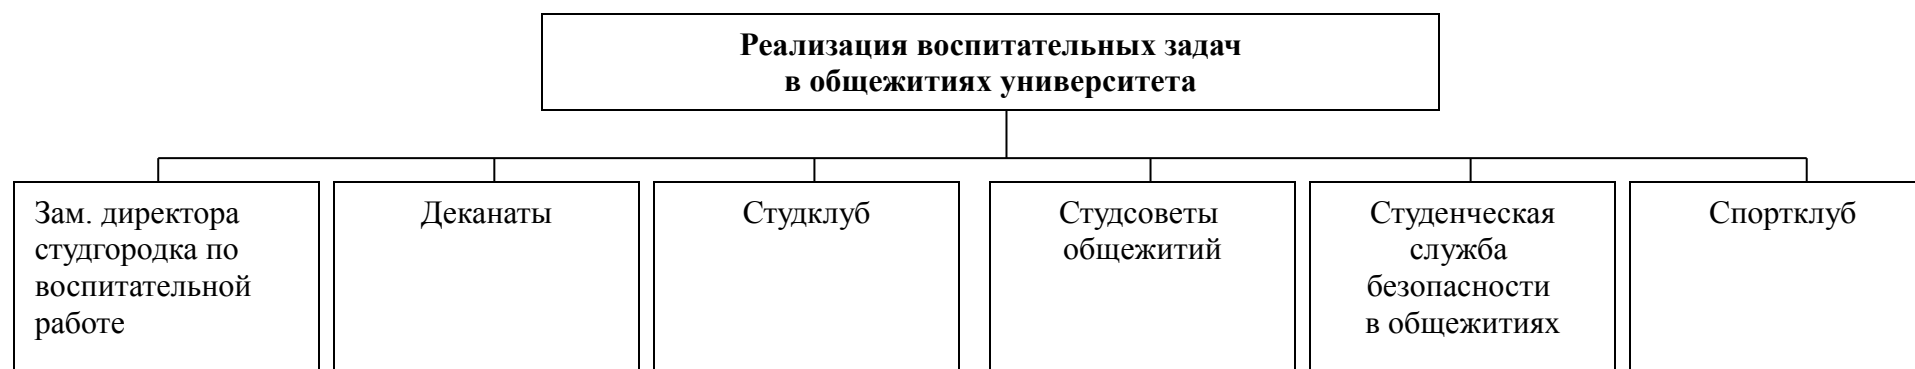 Реализация воспитательных задач
в общежитиях университета
Зам. директора
студгородка по
воспитательной
работе
Деканаты
Студклуб
Студсоветы
общежитий
Студенческая
служба
безопасности
в общежитиях
Спортклуб